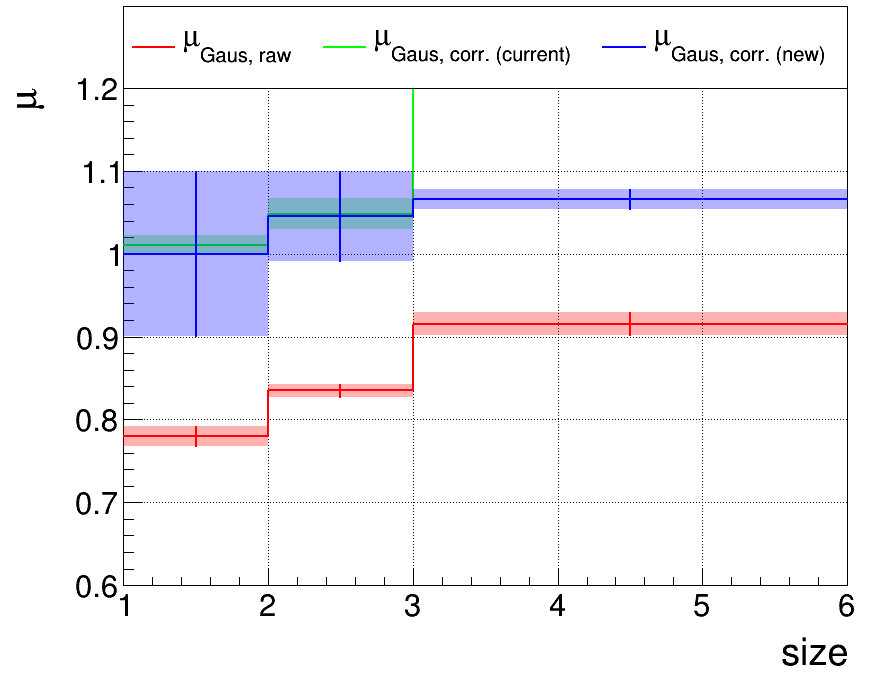 μGaus, raw μGaus, corr. (current) μGaus, corr. (new)
μ
1.2
1.1
1
0.9
0.8
0.7
0.6
1 2 3 4 5 6
size